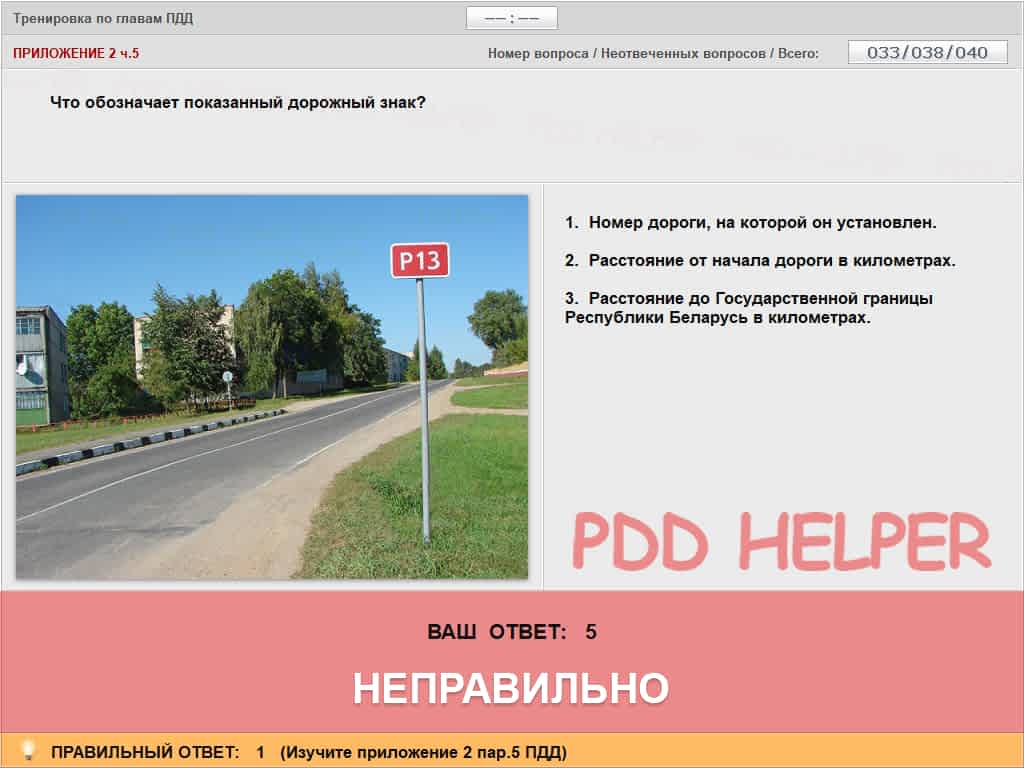 Тренировка по главам ПДД
—— : ——
ПРИЛОЖЕНИЕ 2 ч.5
Номер вопроса / Неотвеченных вопросов / Всего:
033/038/040
Что обозначает показанный дорожный знак?
P13
1. Номер дороги, на которой он установлен.
2. Расстояние от начала дороги в километрах.
3. Расстояние до Государственной границы
Республики Беларусь в километрах.
PDD HELPER
ВАШ ОТВЕТ: 5
НЕПРАВИЛЬНО
ПРАВИЛЬНЫЙ ОТВЕТ: 1 (Изучите приложение 2 пар.5 ПДД)